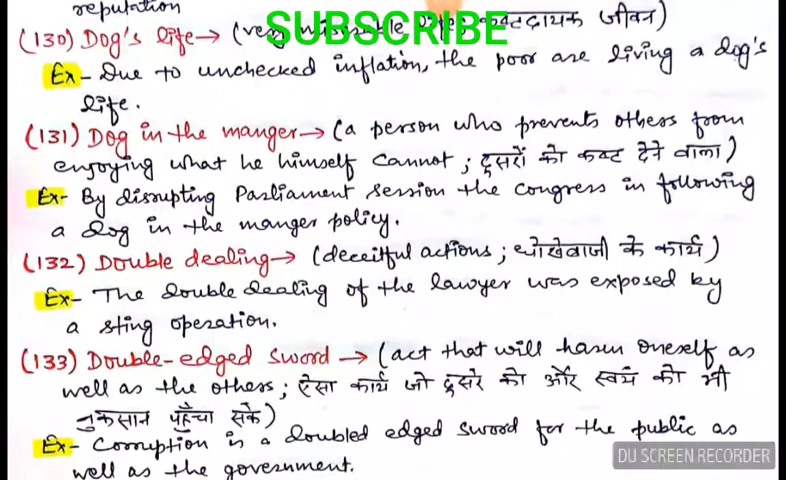 reputation
(130) Dog's life → (very miserable life; कष्टदायक जीवन)
SUBSCRIBE
Ex- Due to unchecked inflation, the poor are living a dog's
life.
(131) Dog in the manger → (a person who prevents others from
enjoying what he himself cannot ; दूसरों को कष्ट देने वाला)
Ex- By disrupting Parliament session the congress in following
a dog in the manger policy.
(132) Double dealing → (deceitful actions ; धोखेबाजी के कार्य)
Ex- The double dealing of the lawyer was exposed by
a sting operation.
(133) Double-edged sword → (act that will harm oneself as
well as the others ; ऐसा कार्य जो दूसरे को और स्वयं को भी
नुकसान पहुँचा सके)
Ex- Corruption is a doubled edged sword for the public as
well as the government.
DU SCREEN RECORDER